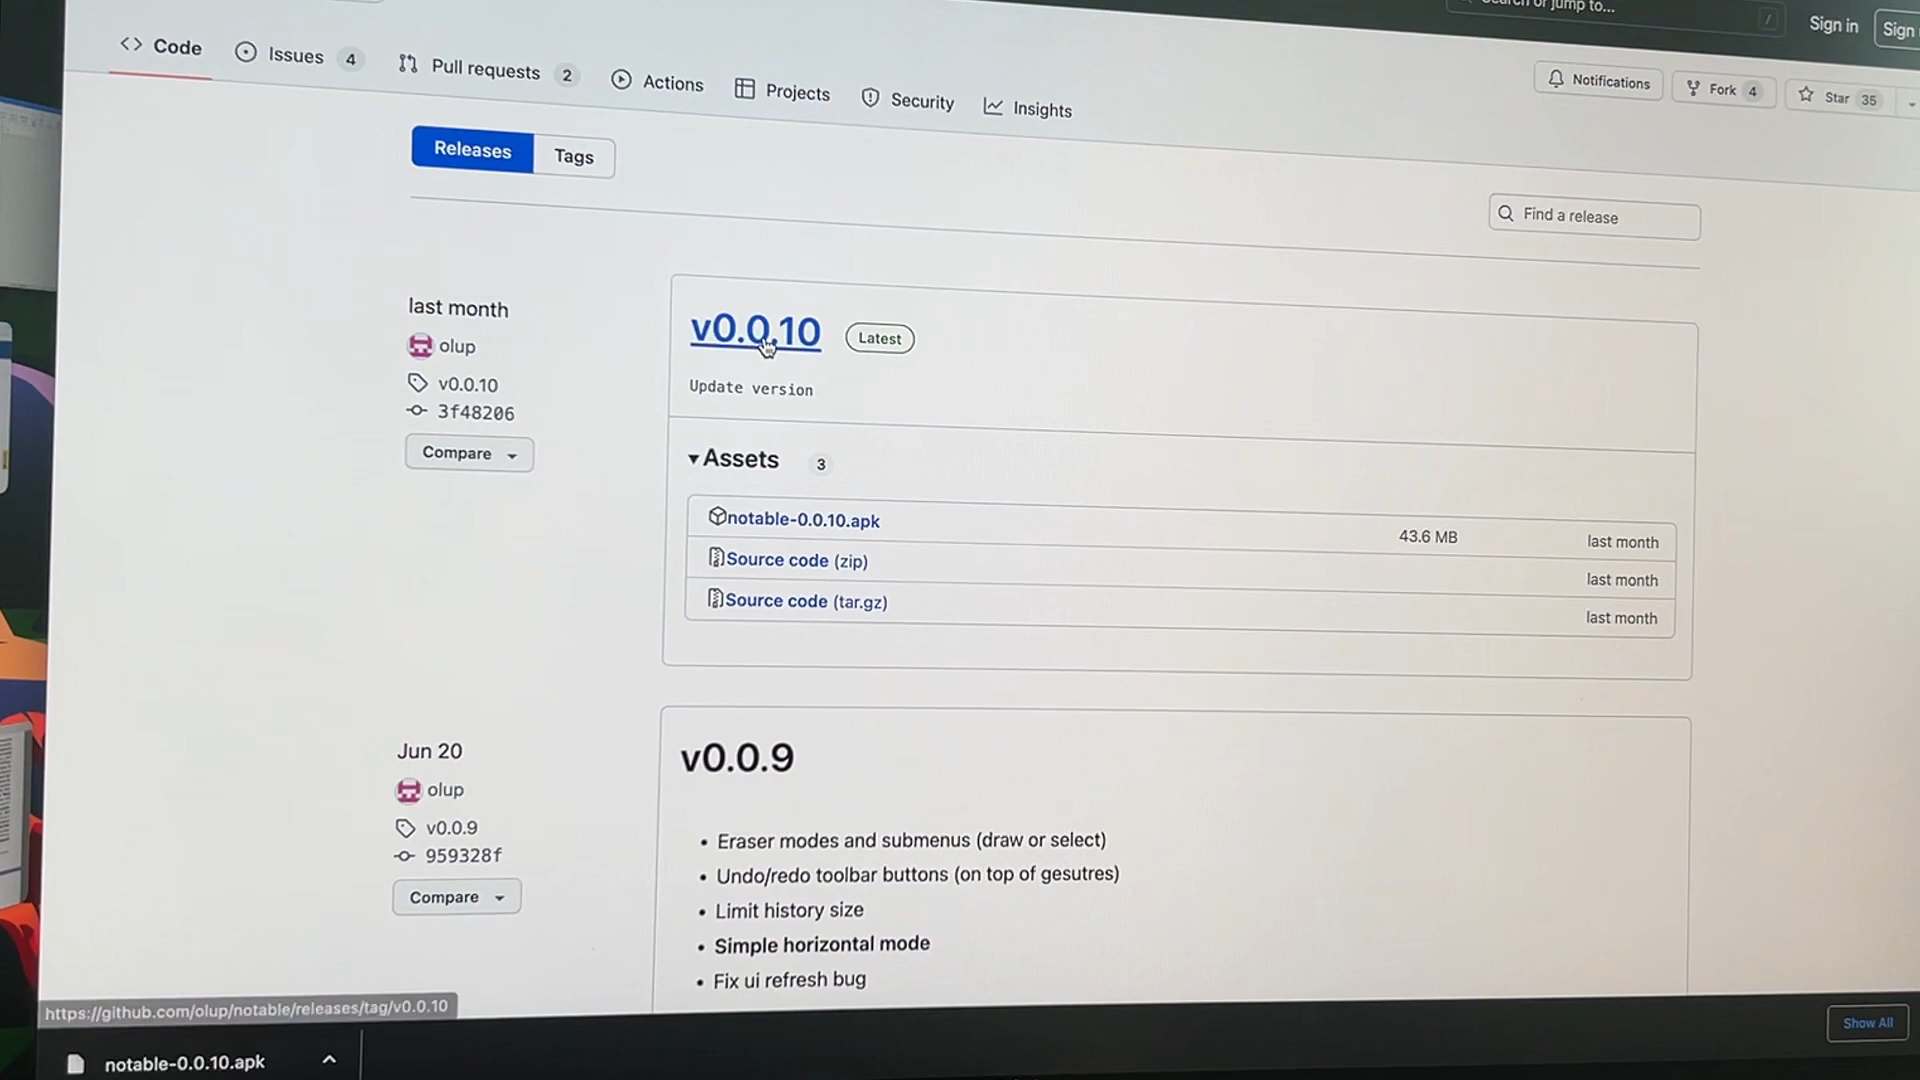 or jump to...
/
Sign in
Sign
Code
Issues 4
Pull requests 2
Actions
Projects
Security
Insights
Notifications
Fork 4
Star 35
Releases
Tags
Find a release
last month
olup
v0.0.10
3f48206
Compare
v0.0.10
Latest
Update version
Assets 3
notable-0.0.10.apk 43.6 MB last month
Source code (zip) last month
Source code (tar.gz) last month
Jun 20
olup
v0.0.9
959328f
Compare
v0.0.9
• Eraser modes and submenus (draw or select)
• Undo/redo toolbar buttons (on top of gesutres)
• Limit history size
• Simple horizontal mode
• Fix ui refresh bug
https://github.com/olup/notable/releases/tag/v0.0.10
Show All
notable-0.0.10.apk